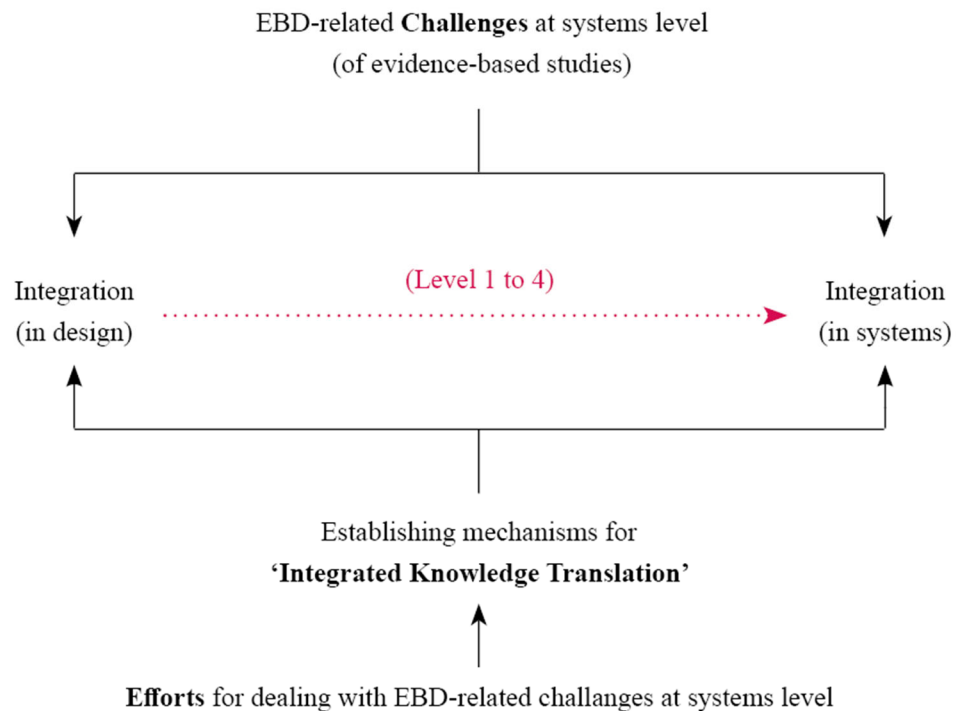 EBD-related Challenges at systems level
(of evidence-based studies)
(Level 1 to 4)
Integration
(in design)
Integration
(in systems)
Establishing mechanisms for
‘Integrated Knowledge Translation’
Efforts for dealing with EBD-related challanges at systems level